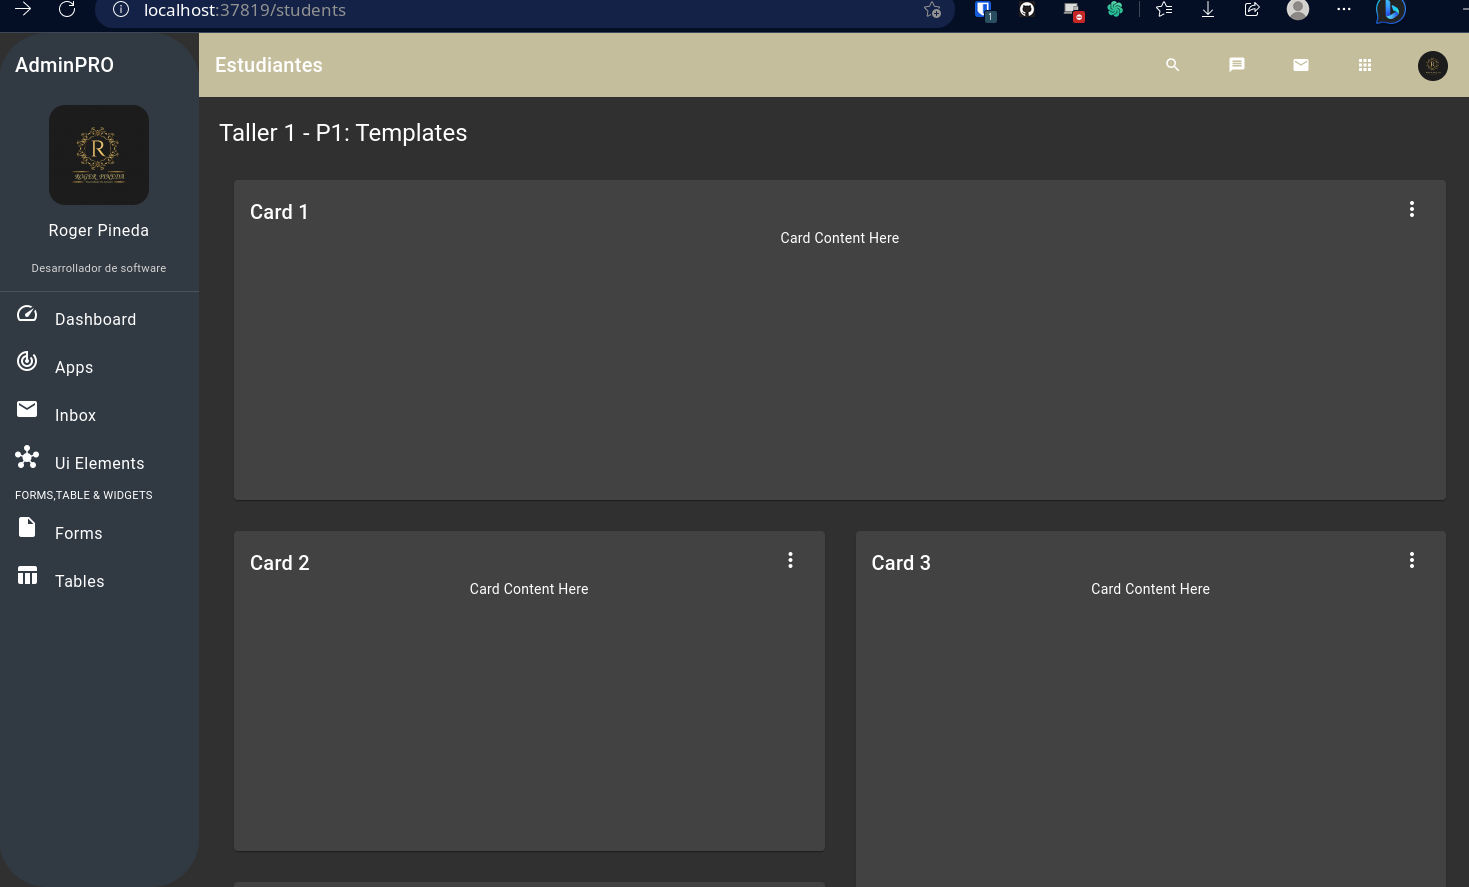 localhost:37819/students
1
AdminPRO
Estudiantes
R
ROGER PINEDA
Roger Pineda
Desarrollador de software
Dashboard
Apps
Inbox
Ui Elements
FORMS,TABLE & WIDGETS
Forms
Tables
Taller 1 - P1: Templates
Card 1
Card Content Here
Card 2
Card Content Here
Card 3
Card Content Here